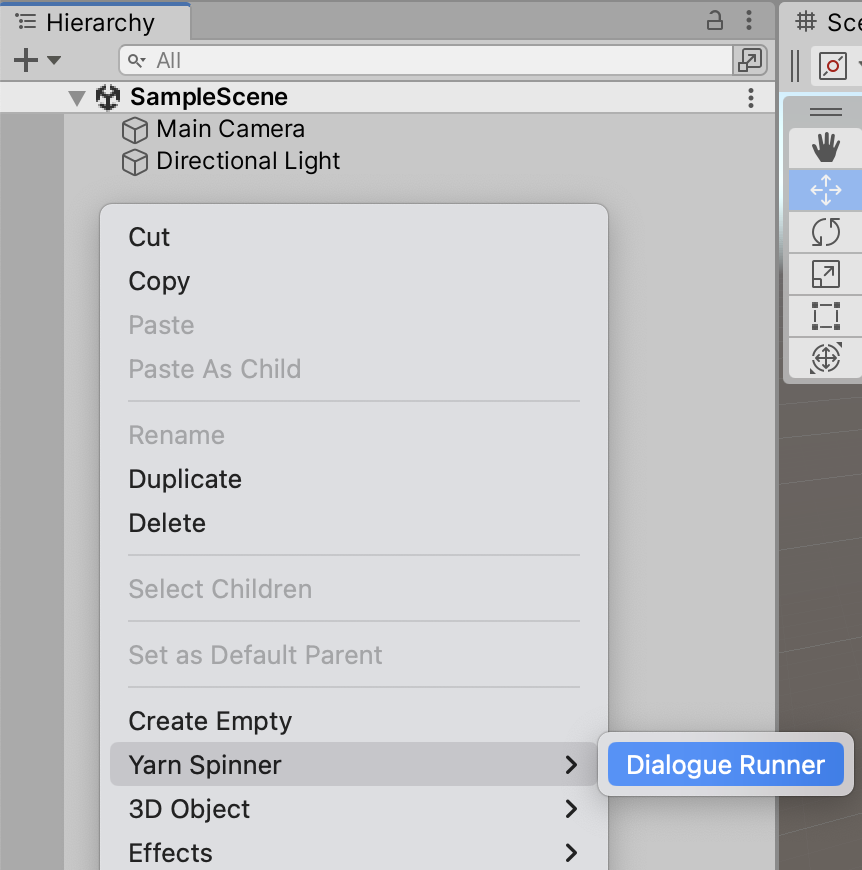 Hierarchy
Sce
All
SampleScene
Main Camera
Directional Light
Cut
Copy
Paste
Paste As Child
Rename
Duplicate
Delete
Select Children
Set as Default Parent
Create Empty
Yarn Spinner
Dialogue Runner
3D Object
Effects